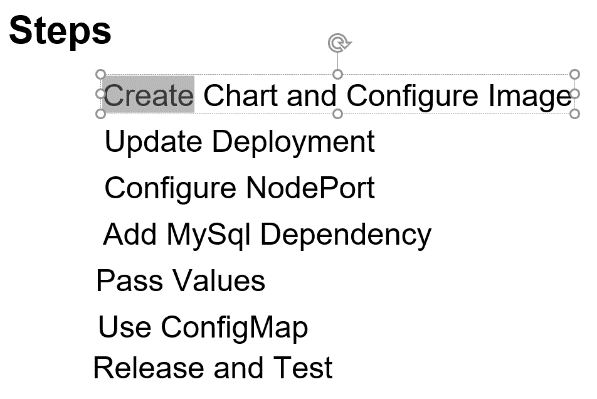 Steps
Create Chart and Configure Image
Update Deployment
Configure NodePort
Add MySql Dependency
Pass Values
Use ConfigMap
Release and Test